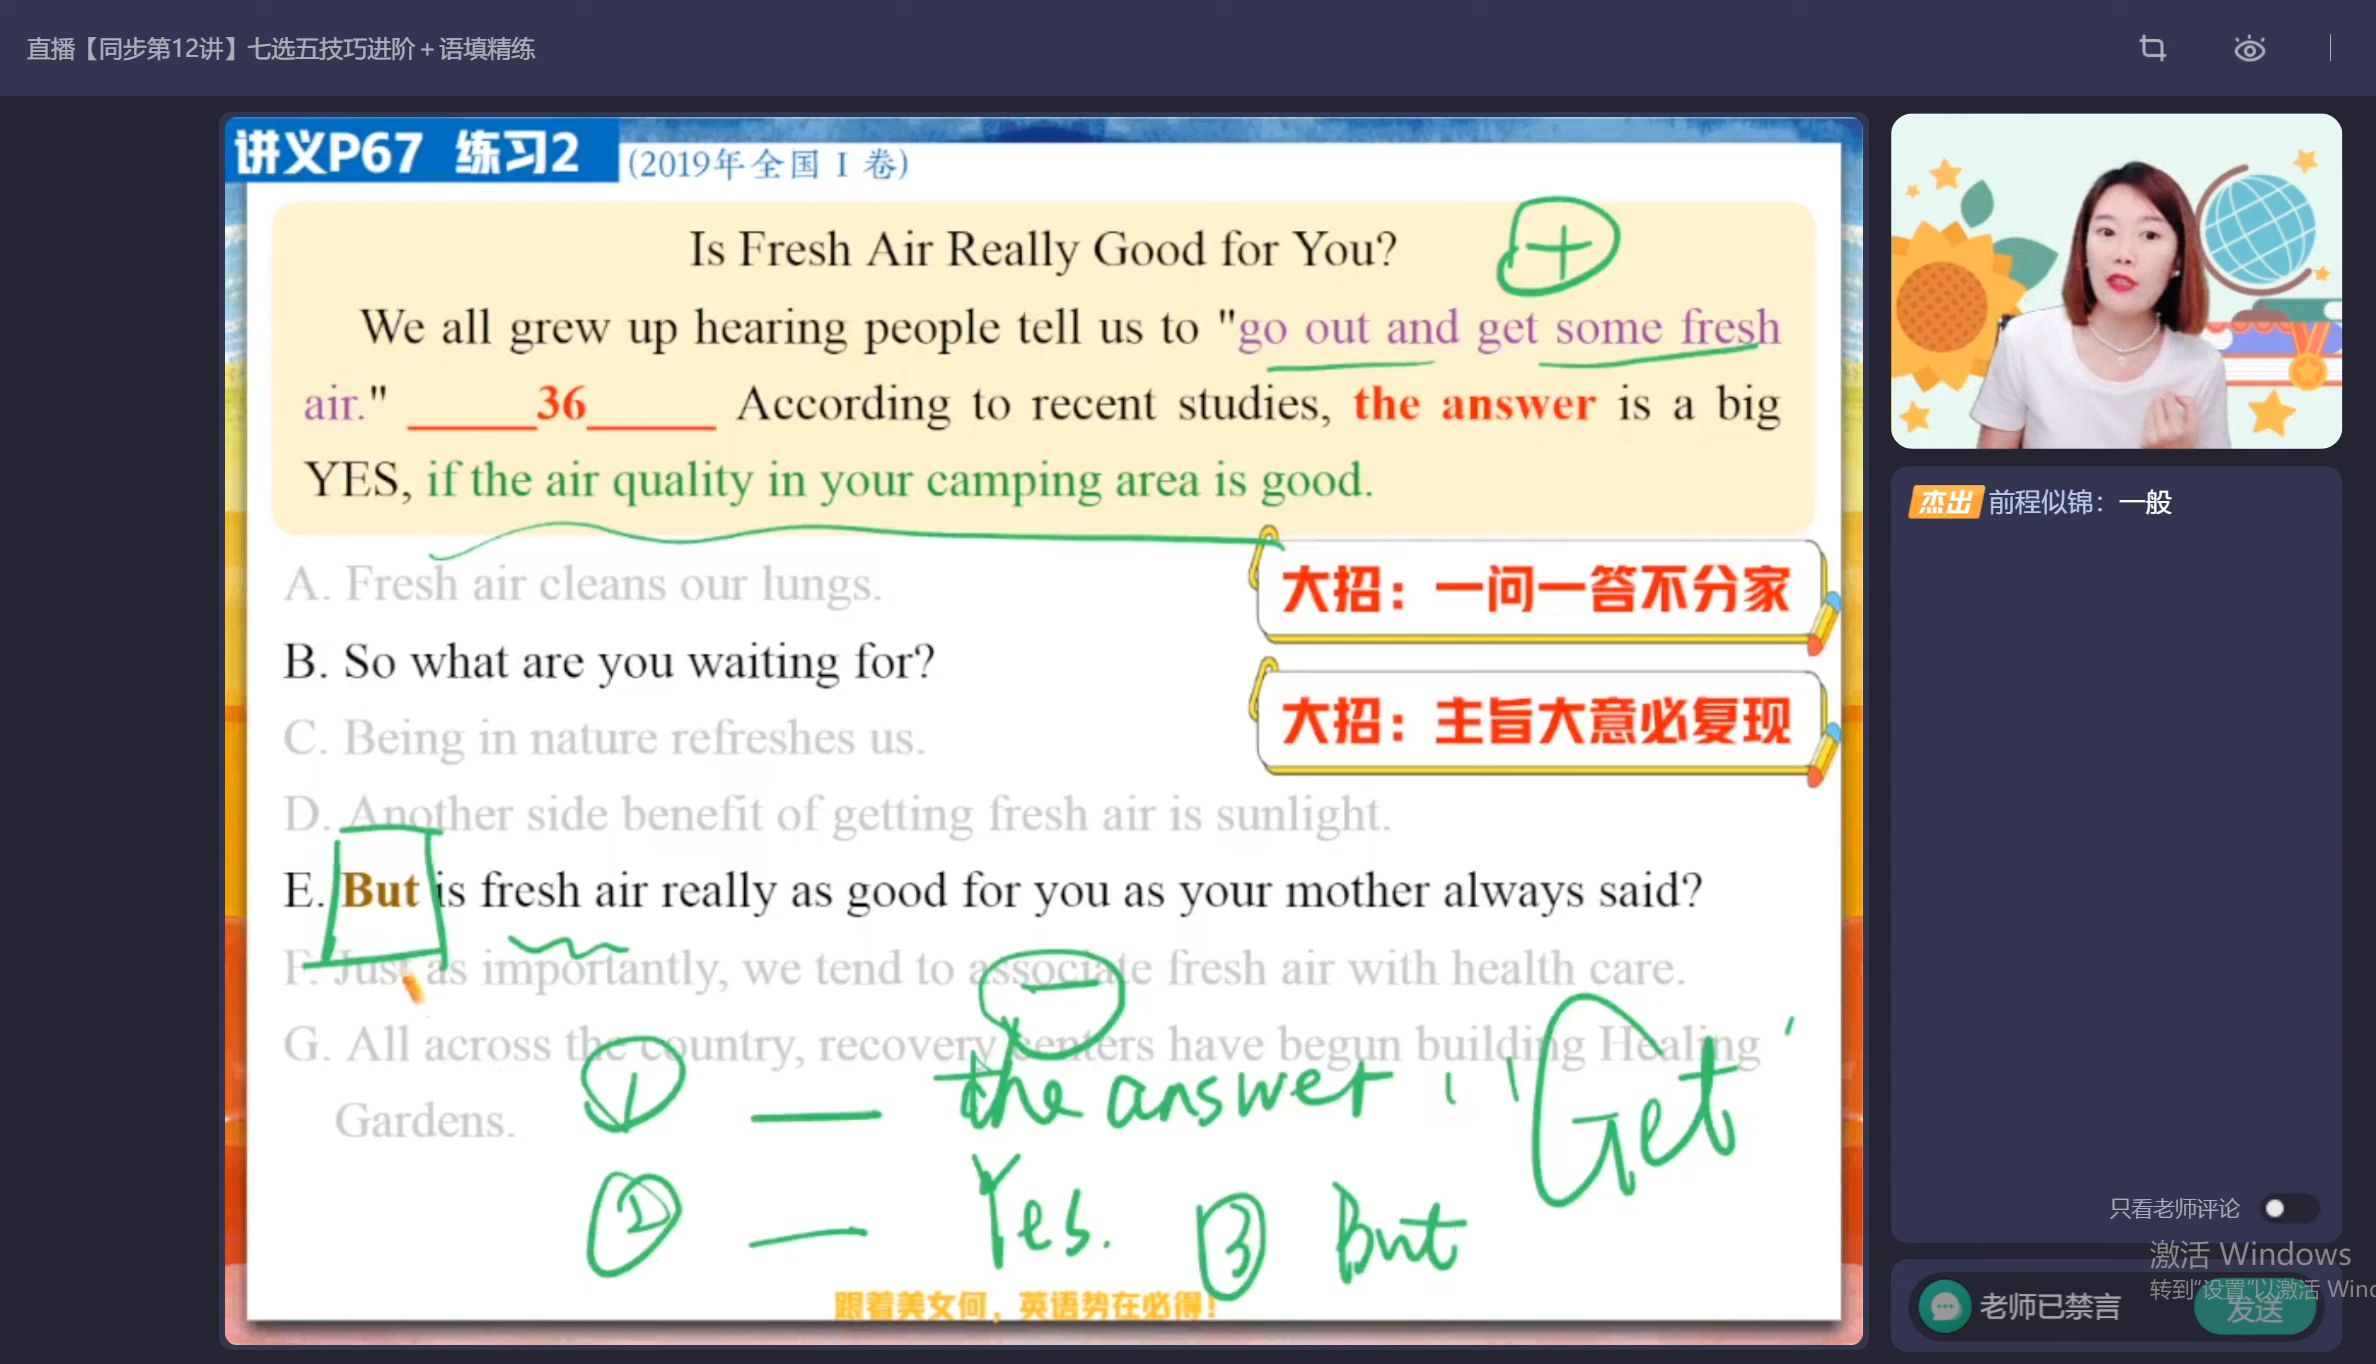 直播【同步第12讲】七选五技巧进阶+语填精练
讲义P67 练习2
(2019年全国 I 卷)
Is Fresh Air Really Good for You?
We all grew up hearing people tell us to "go out and get some fresh
air." 36 According to recent studies, the answer is a big
YES, if the air quality in your camping area is good.
A. Fresh air cleans our lungs.
大招：一问一答不分家
B. So what are you waiting for?
大招：主旨大意必复现
C. Being in nature refreshes us.
D. Another side benefit of getting fresh air is sunlight.
E. But is fresh air really as good for you as your mother always said?
F. Just as importantly, we tend to associate fresh air with health care.
G. All across the country, recovery centers have begun building Healing
Gardens.
① — the answer "Get"
② — Yes. ③ But
跟着美女何，英语势在必得！
杰出 前程似锦：一般
只看老师评论
激活 Windows
转到"设置"以激活 Winc
老师已禁言
发送